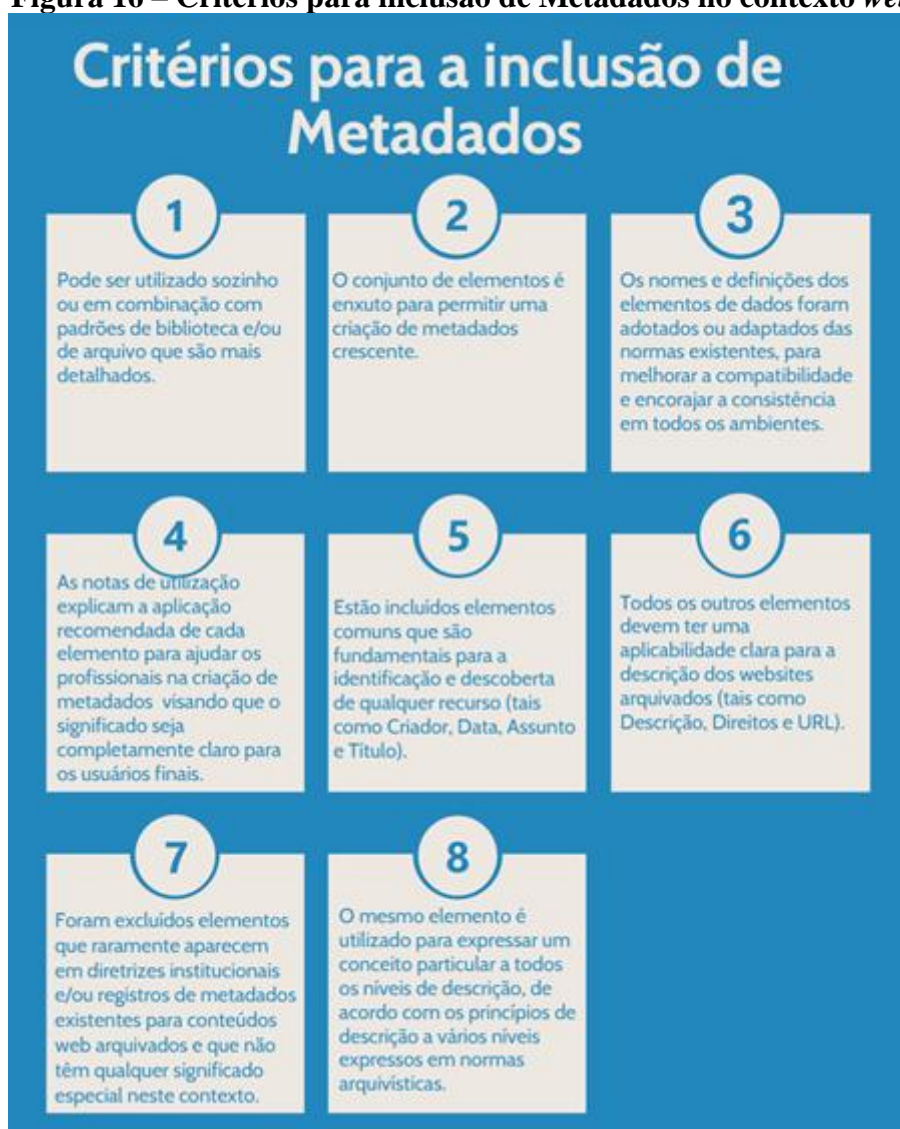 Figura 16 – Critérios para inclusão de Metadados no contexto
Critérios para a inclusão de
Metadados
1
Pode ser utilizado sozinho
ou em combinação com
padrões de biblioteca e/ou
de arquivo que são mais
detalhados.
2
O conjunto de elementos é
enxuto para permitir uma
criação de metadados
crescente.
3
Os nomes e definições dos
elementos de dados foram
adotados ou adaptados das
normas existentes, para
melhorar a compatibilidade
e encorajar a consistência
em todos os ambientes.
4
As notas de utilização
explicam a aplicação
recomendada de cada
elemento para ajudar os
profissionais na criação de
metadados visando que o
significado seja
completamente claro para
os usuários finais.
5
Estão incluídos elementos
comuns que são
fundamentais para a
identificação e descoberta
de qualquer recurso (tais
como Criador, Data, Assunto
e Título).
6
Todos os outros elementos
devem ter uma
aplicabilidade clara para a
descrição dos websites
arquivados (tais como
Descrição, Direitos e URL).
7
Foram excluídos elementos
que raramente aparecem
em diretrizes institucionais
e/ou registros de metadados
existentes para conteúdos
web arquivados e que não
têm qualquer significado
especial neste contexto.
8
O mesmo elemento é
utilizado para expressar um
conceito particular a todos
os níveis de descrição, de
acordo com os princípios de
descrição a vários níveis
expressos em normas
arquivísticas.